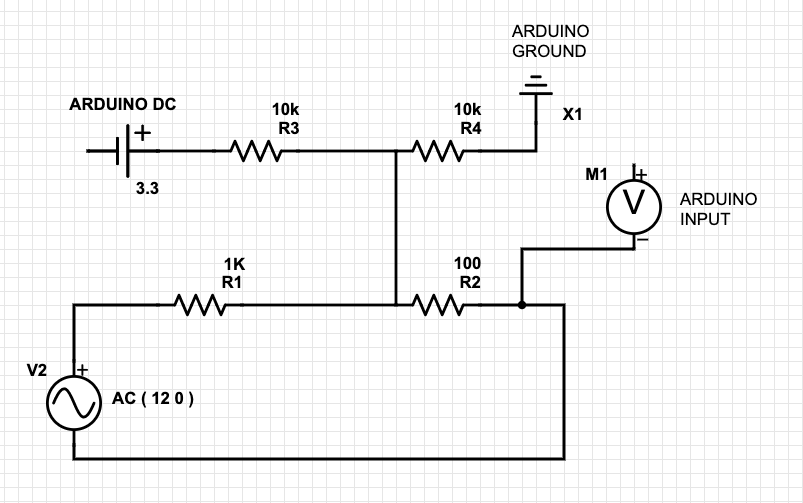 ARDUINO
GROUND
ARDUINO DC
10k
R3
10k
R4
X1
+
3.3
M1
+
V
−
ARDUINO
INPUT
1K
R1
100
R2
V2
+
AC ( 12 0 )